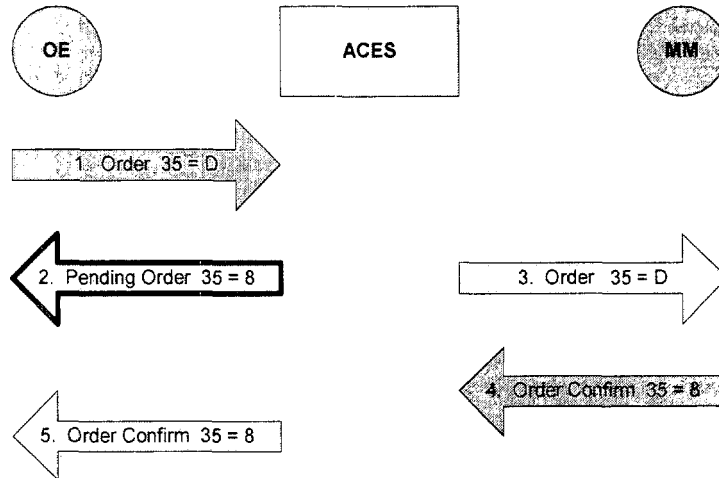 OE ACES MM
1. Order 35 = D
2. Pending Order 35 = 8
3. Order 35 = D
4. Order Confirm 35 = 8
5. Order Confirm 35 = 8